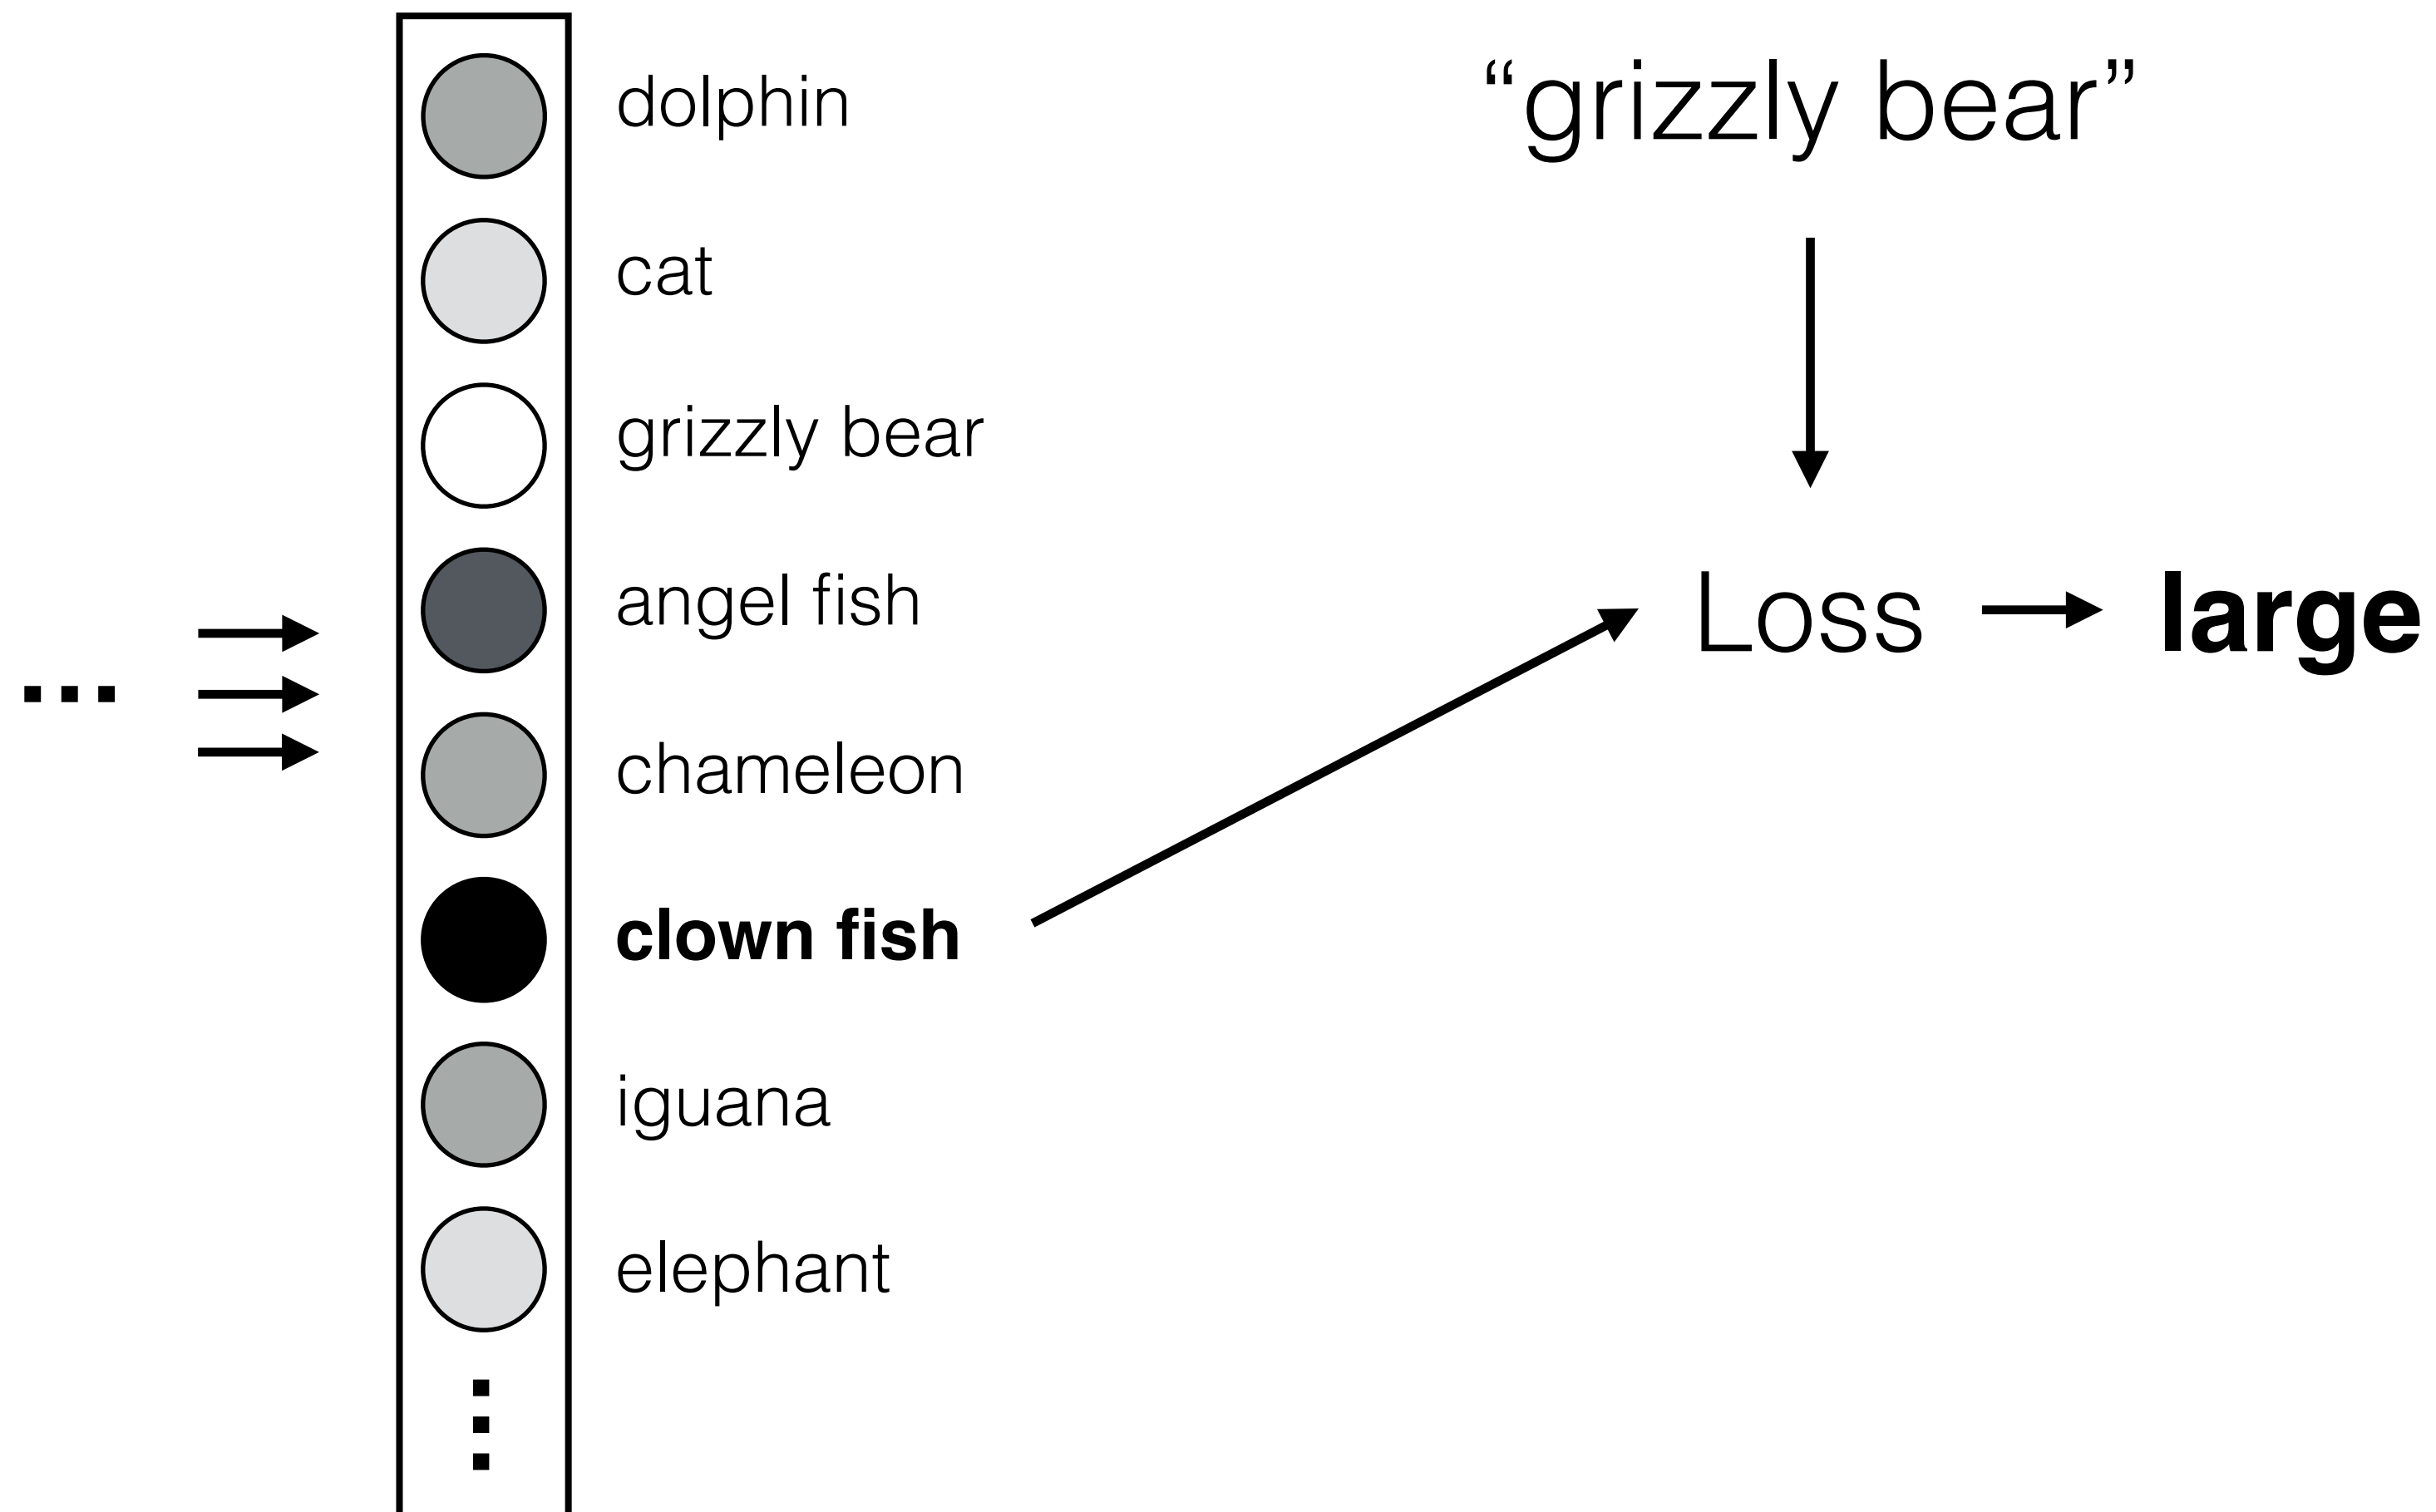 dolphin
cat
grizzly bear
angel fish
chameleon
clown fish
iguana
elephant
“grizzly bear”
Loss
large